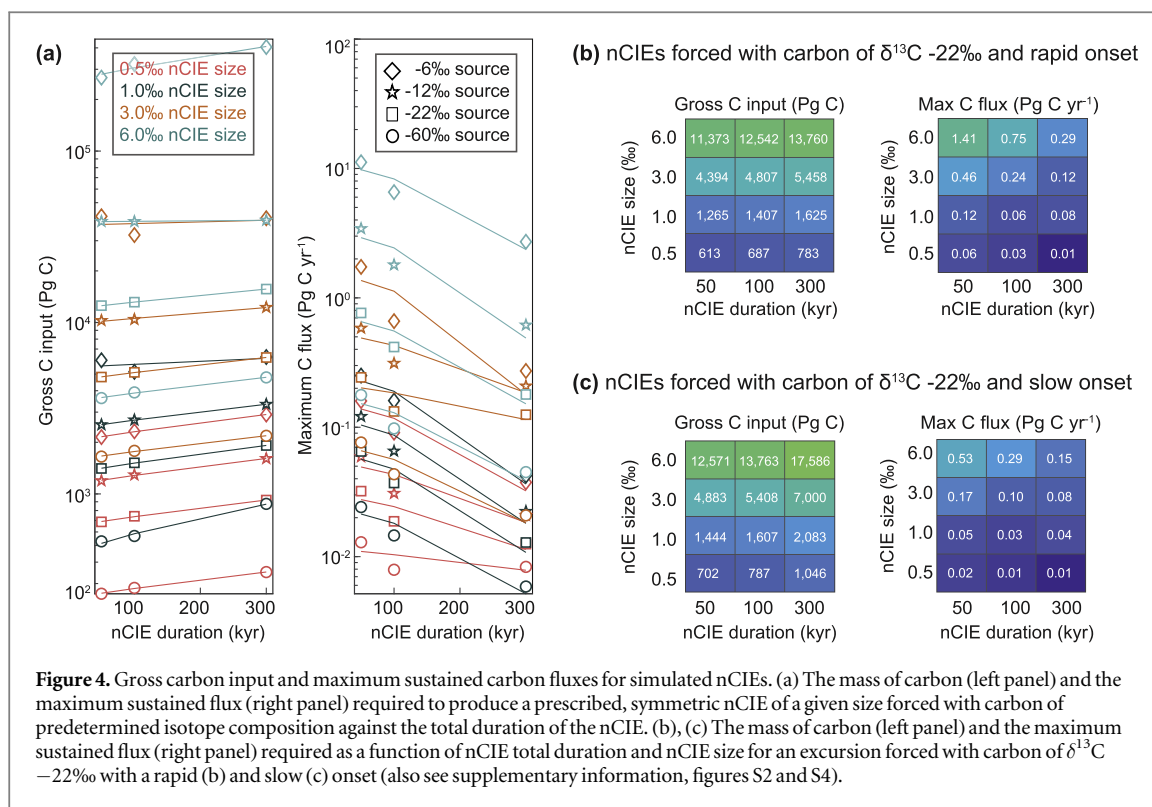 (a)
0.5‰ nCIE size
1.0‰ nCIE size
3.0‰ nCIE size
6.0‰ nCIE size
10⁵
10⁴
10³
10²
Gross C input (Pg C)
100 200 300
nCIE duration (kyr)
-6‰ source
-12‰ source
-22‰ source
-60‰ source
10²
10¹
10⁰
10⁻¹
10⁻²
Maximum C flux (Pg C yr⁻¹)
100 200 300
nCIE duration (kyr)
(b) nCIEs forced with carbon of δ¹³C -22‰ and rapid onset
Gross C input (Pg C)
nCIE size (‰)
6.0 11,373 12,542 13,760
3.0 4,394 4,807 5,458
1.0 1,265 1,407 1,625
0.5 613 687 783
50 100 300
nCIE duration (kyr)
Max C flux (Pg C yr⁻¹)
nCIE size (‰)
6.0 1.41 0.75 0.29
3.0 0.46 0.24 0.12
1.0 0.12 0.06 0.08
0.5 0.06 0.03 0.01
50 100 300
nCIE duration (kyr)
(c) nCIEs forced with carbon of δ¹³C -22‰ and slow onset
Gross C input (Pg C)
nCIE size (‰)
6.0 12,571 13,763 17,586
3.0 4,883 5,408 7,000
1.0 1,444 1,607 2,083
0.5 702 787 1,046
50 100 300
nCIE duration (kyr)
Max C flux (Pg C yr⁻¹)
nCIE size (‰)
6.0 0.53 0.29 0.15
3.0 0.17 0.10 0.08
1.0 0.05 0.03 0.04
0.5 0.02 0.01 0.01
50 100 300
nCIE duration (kyr)
Figure 4. Gross carbon input and maximum sustained carbon fluxes for simulated nCIEs. (a) The mass of carbon (left panel) and the
maximum sustained flux (right panel) required to produce a prescribed, symmetric nCIE of a given size forced with carbon of
predetermined isotope composition against the total duration of the nCIE. (b), (c) The mass of carbon (left panel) and the maximum
sustained flux (right panel) required as a function of nCIE total duration and nCIE size for an excursion forced with carbon of δ¹³C
−22‰ with a rapid (b) and slow (c) onset (also see supplementary information, figures S2 and S4).